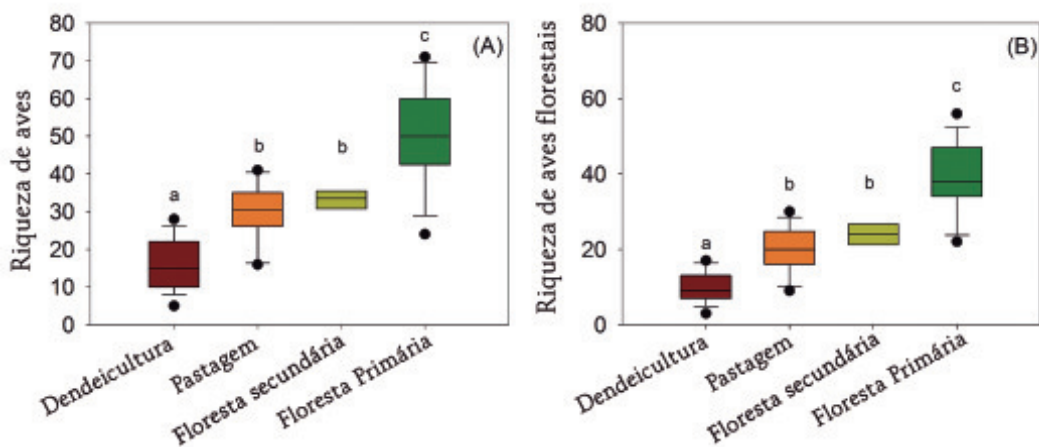 Riqueza de aves
80
70
60
50
40
30
20
10
0
(A)
a
b
b
c
Dendeicultura
Pastagem
Floresta secundária
Floresta Primária
Riqueza de aves florestais
80
60
40
20
0
(B)
a
b
b
c
Dendeicultura
Pastagem
Floresta secundária
Floresta Primária